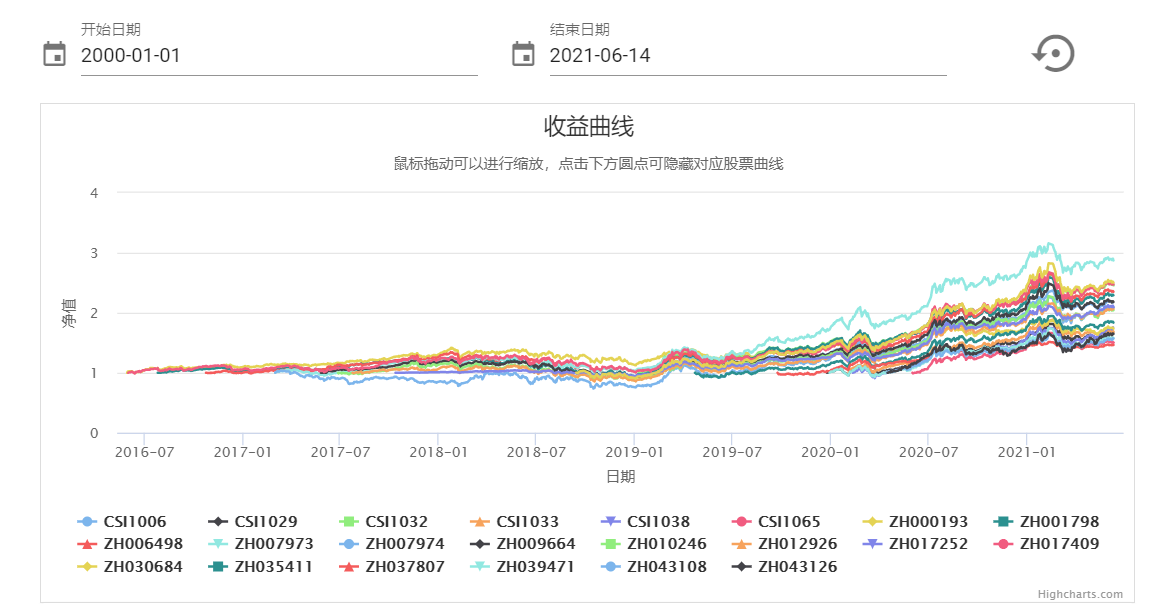 开始日期 结束日期
2000-01-01 2021-06-14
收益曲线
鼠标拖动可以进行缩放，点击下方圆点可隐藏对应股票曲线
4
3
2
1
0
净值
2016-07 2017-01 2017-07 2018-01 2018-07 2019-01 2019-07 2020-01 2020-07 2021-01
日期
CSI1006 CSI1029 CSI1032 CSI1033 CSI1038 CSI1065 ZH000193 ZH001798
ZH006498 ZH007973 ZH007974 ZH009664 ZH010246 ZH012926 ZH017252 ZH017409
ZH030684 ZH035411 ZH037807 ZH039471 ZH043108 ZH043126
Highcharts.com